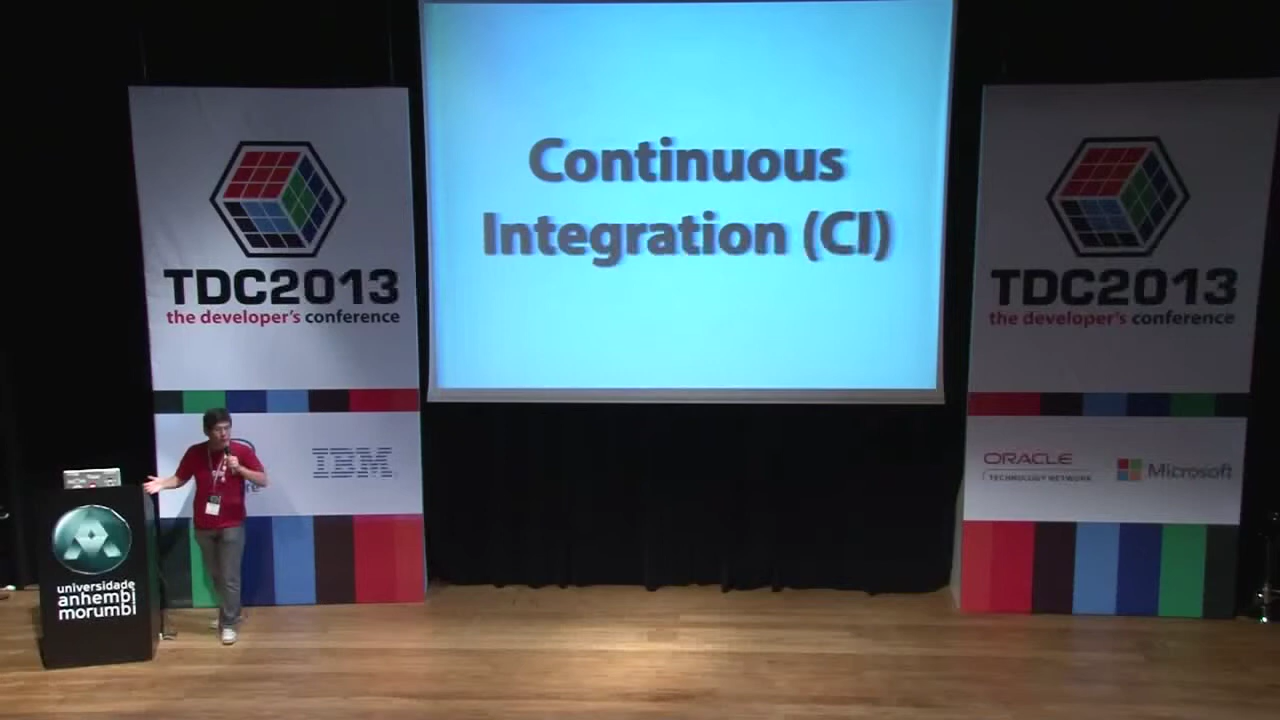 Continuous
Integration (CI)
TDC2013
the developer's conference
IBM
universidade
anhembi
morumbi
TDC2013
the developer's conference
ORACLE
TECHNOLOGY NETWORK
Microsoft